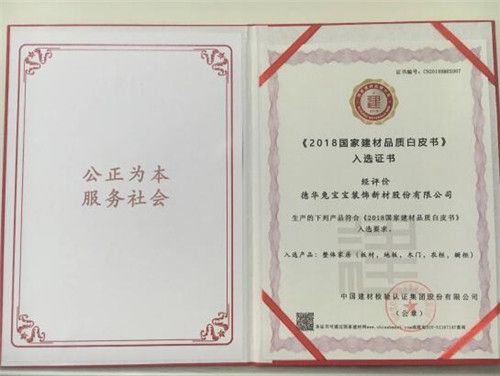 公正为本
服务社会
《2018国家建材品质白皮书》
入选证书
经评价
德华兔宝宝装饰新材股份有限公司
生产的下列产品符合《2018国家建材品质白皮书》
入选要求。
入选产品：整体家居（板材，地板，木门，衣柜，橱柜）
中国建材检验认证集团股份有限公司
（公章）